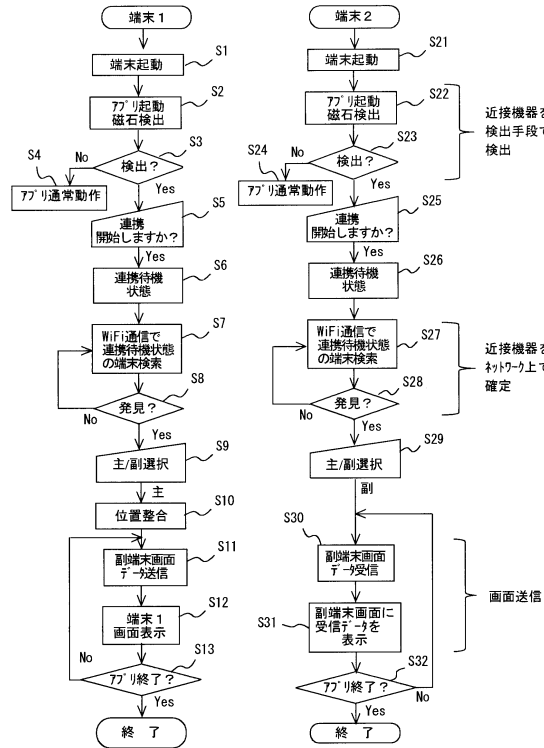 端末1
端末起動
S1
アプリ起動
磁石検出
S2
検出?
S3
No
S4
アプリ通常動作
Yes
連携
開始しますか?
S5
Yes
連携待機
状態
S6
WiFi通信で
連携待機状態
の端末検索
S7
発見?
S8
No
Yes
主/副選択
S9
主
位置整合
S10
副端末画面
データ送信
S11
端末1
画面表示
S12
アプリ終了?
S13
No
Yes
終 了
端末2
端末起動
S21
アプリ起動
磁石検出
S22
検出?
S23
No
S24
アプリ通常動作
Yes
連携
開始しますか?
S25
Yes
連携待機
状態
S26
WiFi通信で
連携待機状態
の端末検索
S27
発見?
S28
No
Yes
主/副選択
S29
副
S30
副端末画面
データ受信
S31
副端末画面に
受信データを
表示
アプリ終了?
S32
No
Yes
終 了
近接機器を
検出手段で
検出
近接機器を
ネットワーク上で
確定
画面送信